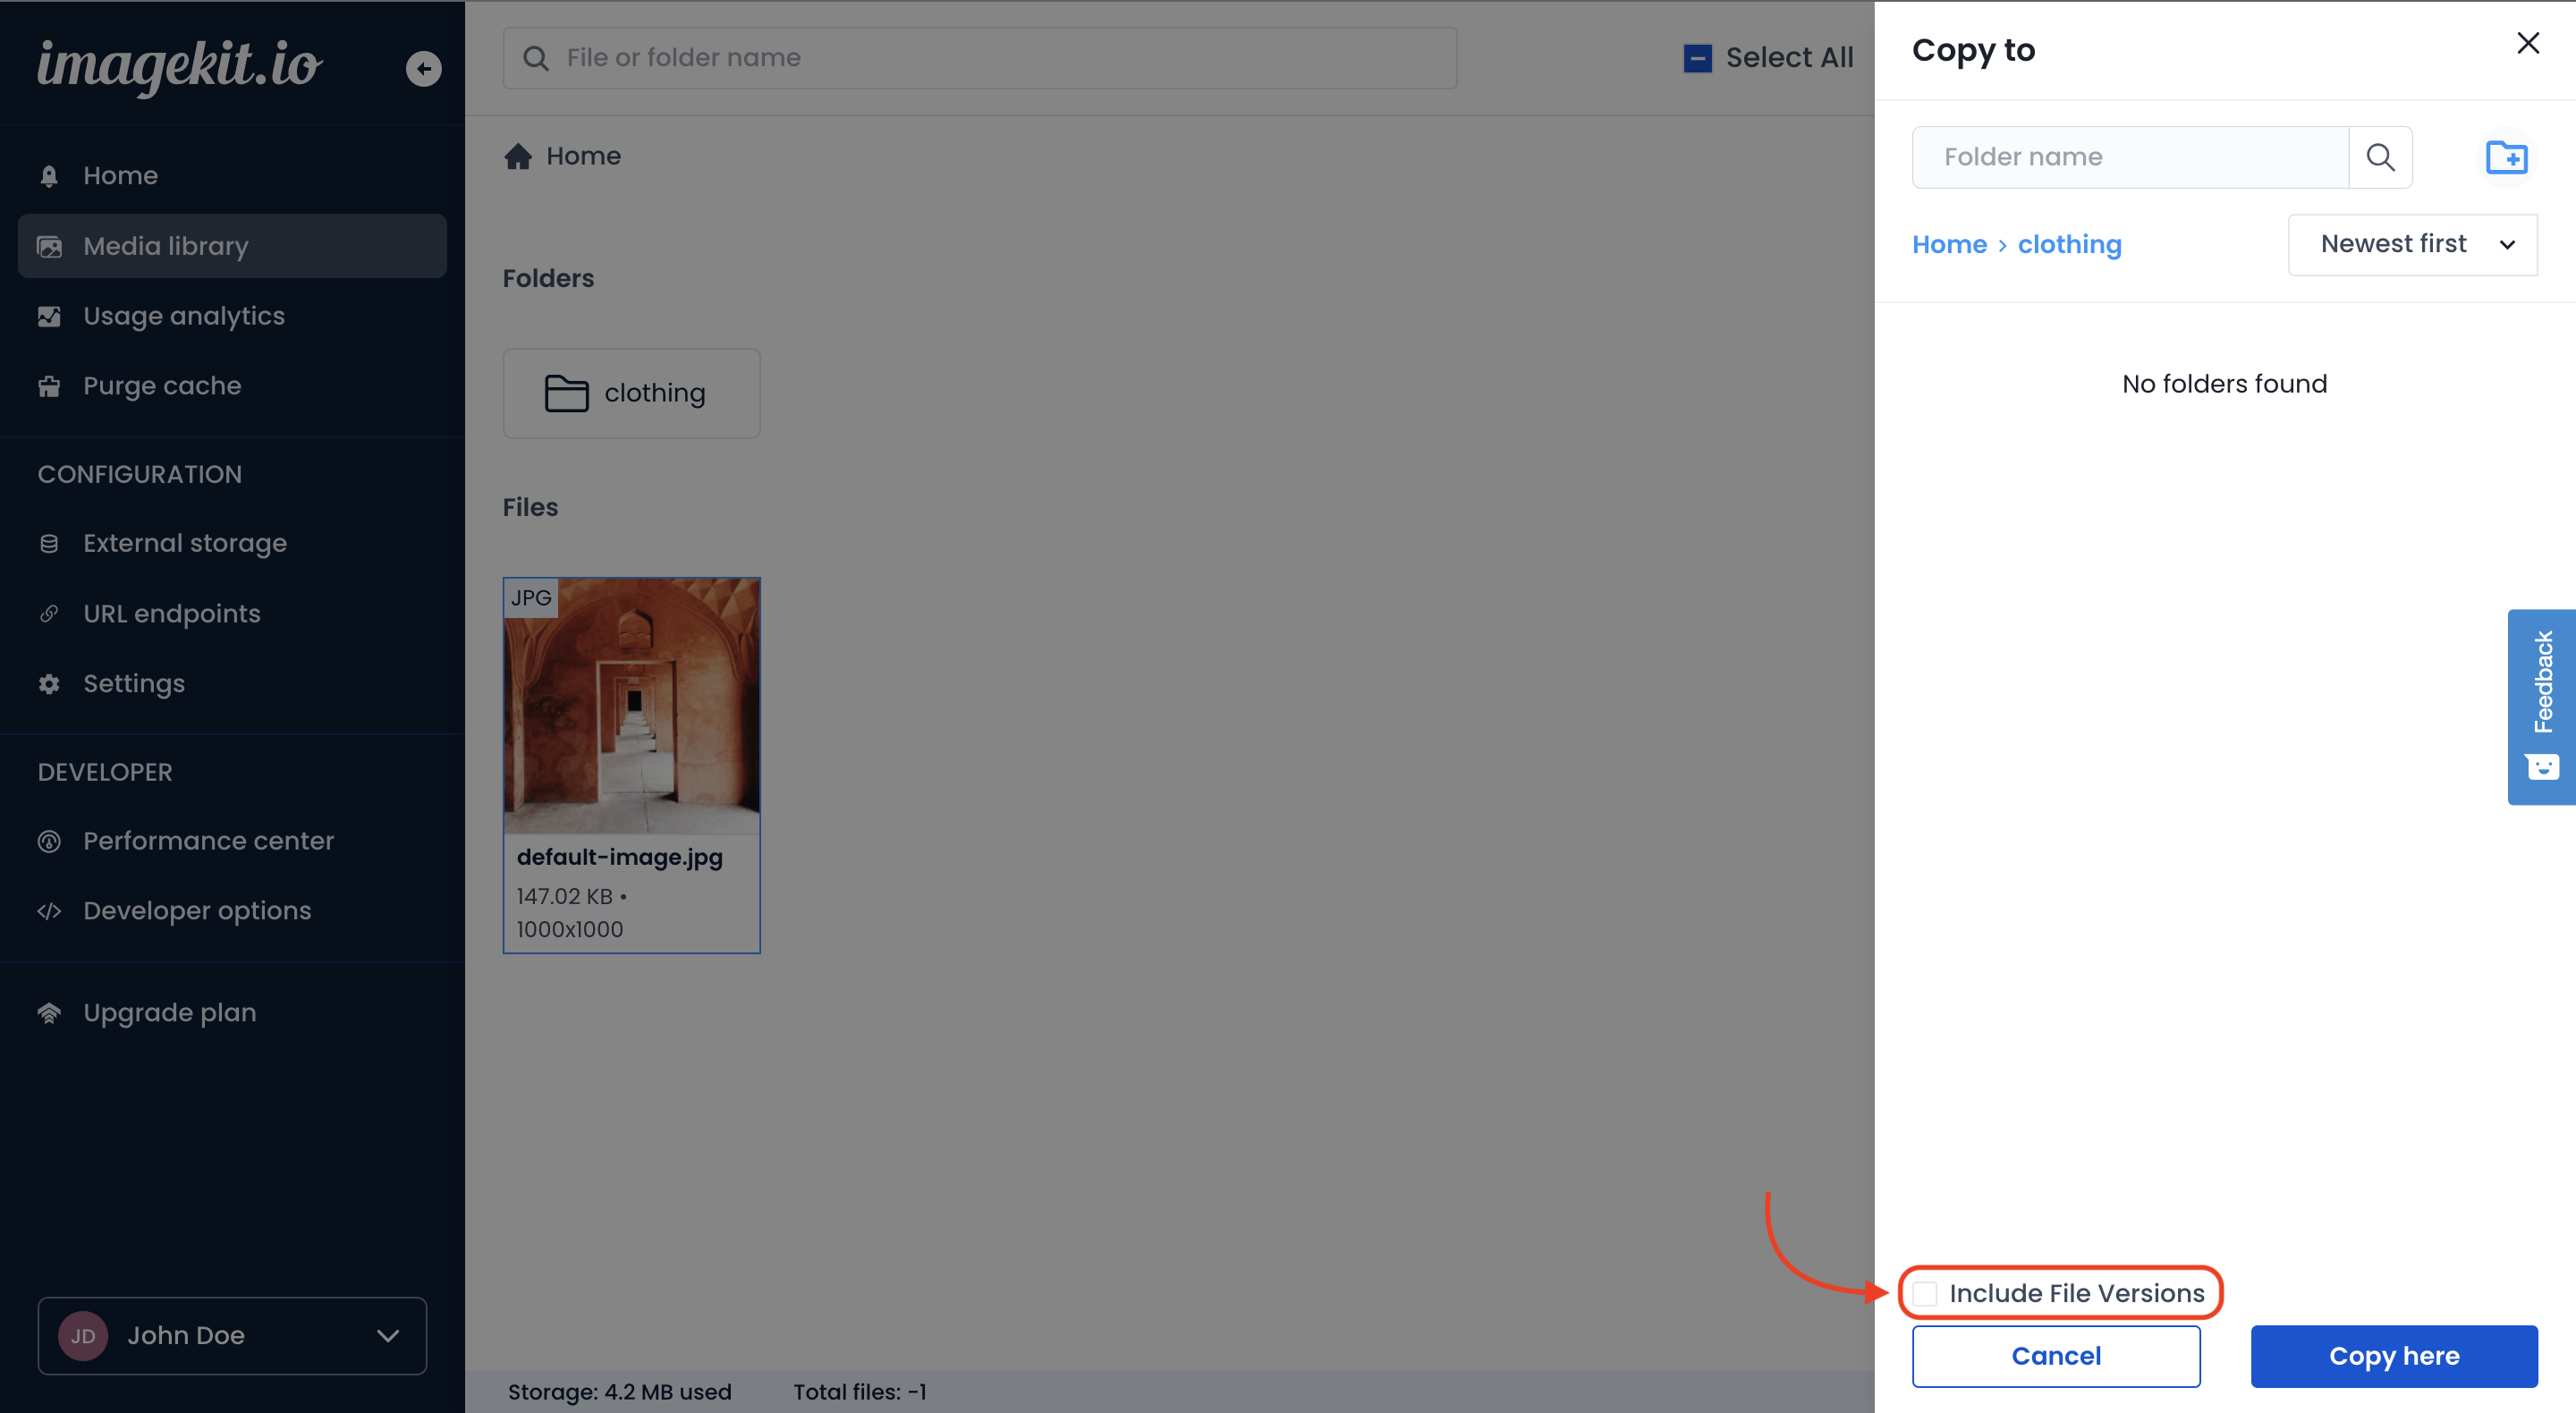 imagekit.io
Home
Media library
Usage analytics
Purge cache
CONFIGURATION
External storage
URL endpoints
Settings
DEVELOPER
Performance center
Developer options
Upgrade plan
JD John Doe
File or folder name
Select All
Home
Folders
clothing
Files
JPG
default-image.jpg
147.02 KB •
1000x1000
Storage: 4.2 MB used Total files: -1
Copy to
Folder name
Home › clothing
Newest first
No folders found
Feedback
Include File Versions
Cancel
Copy here